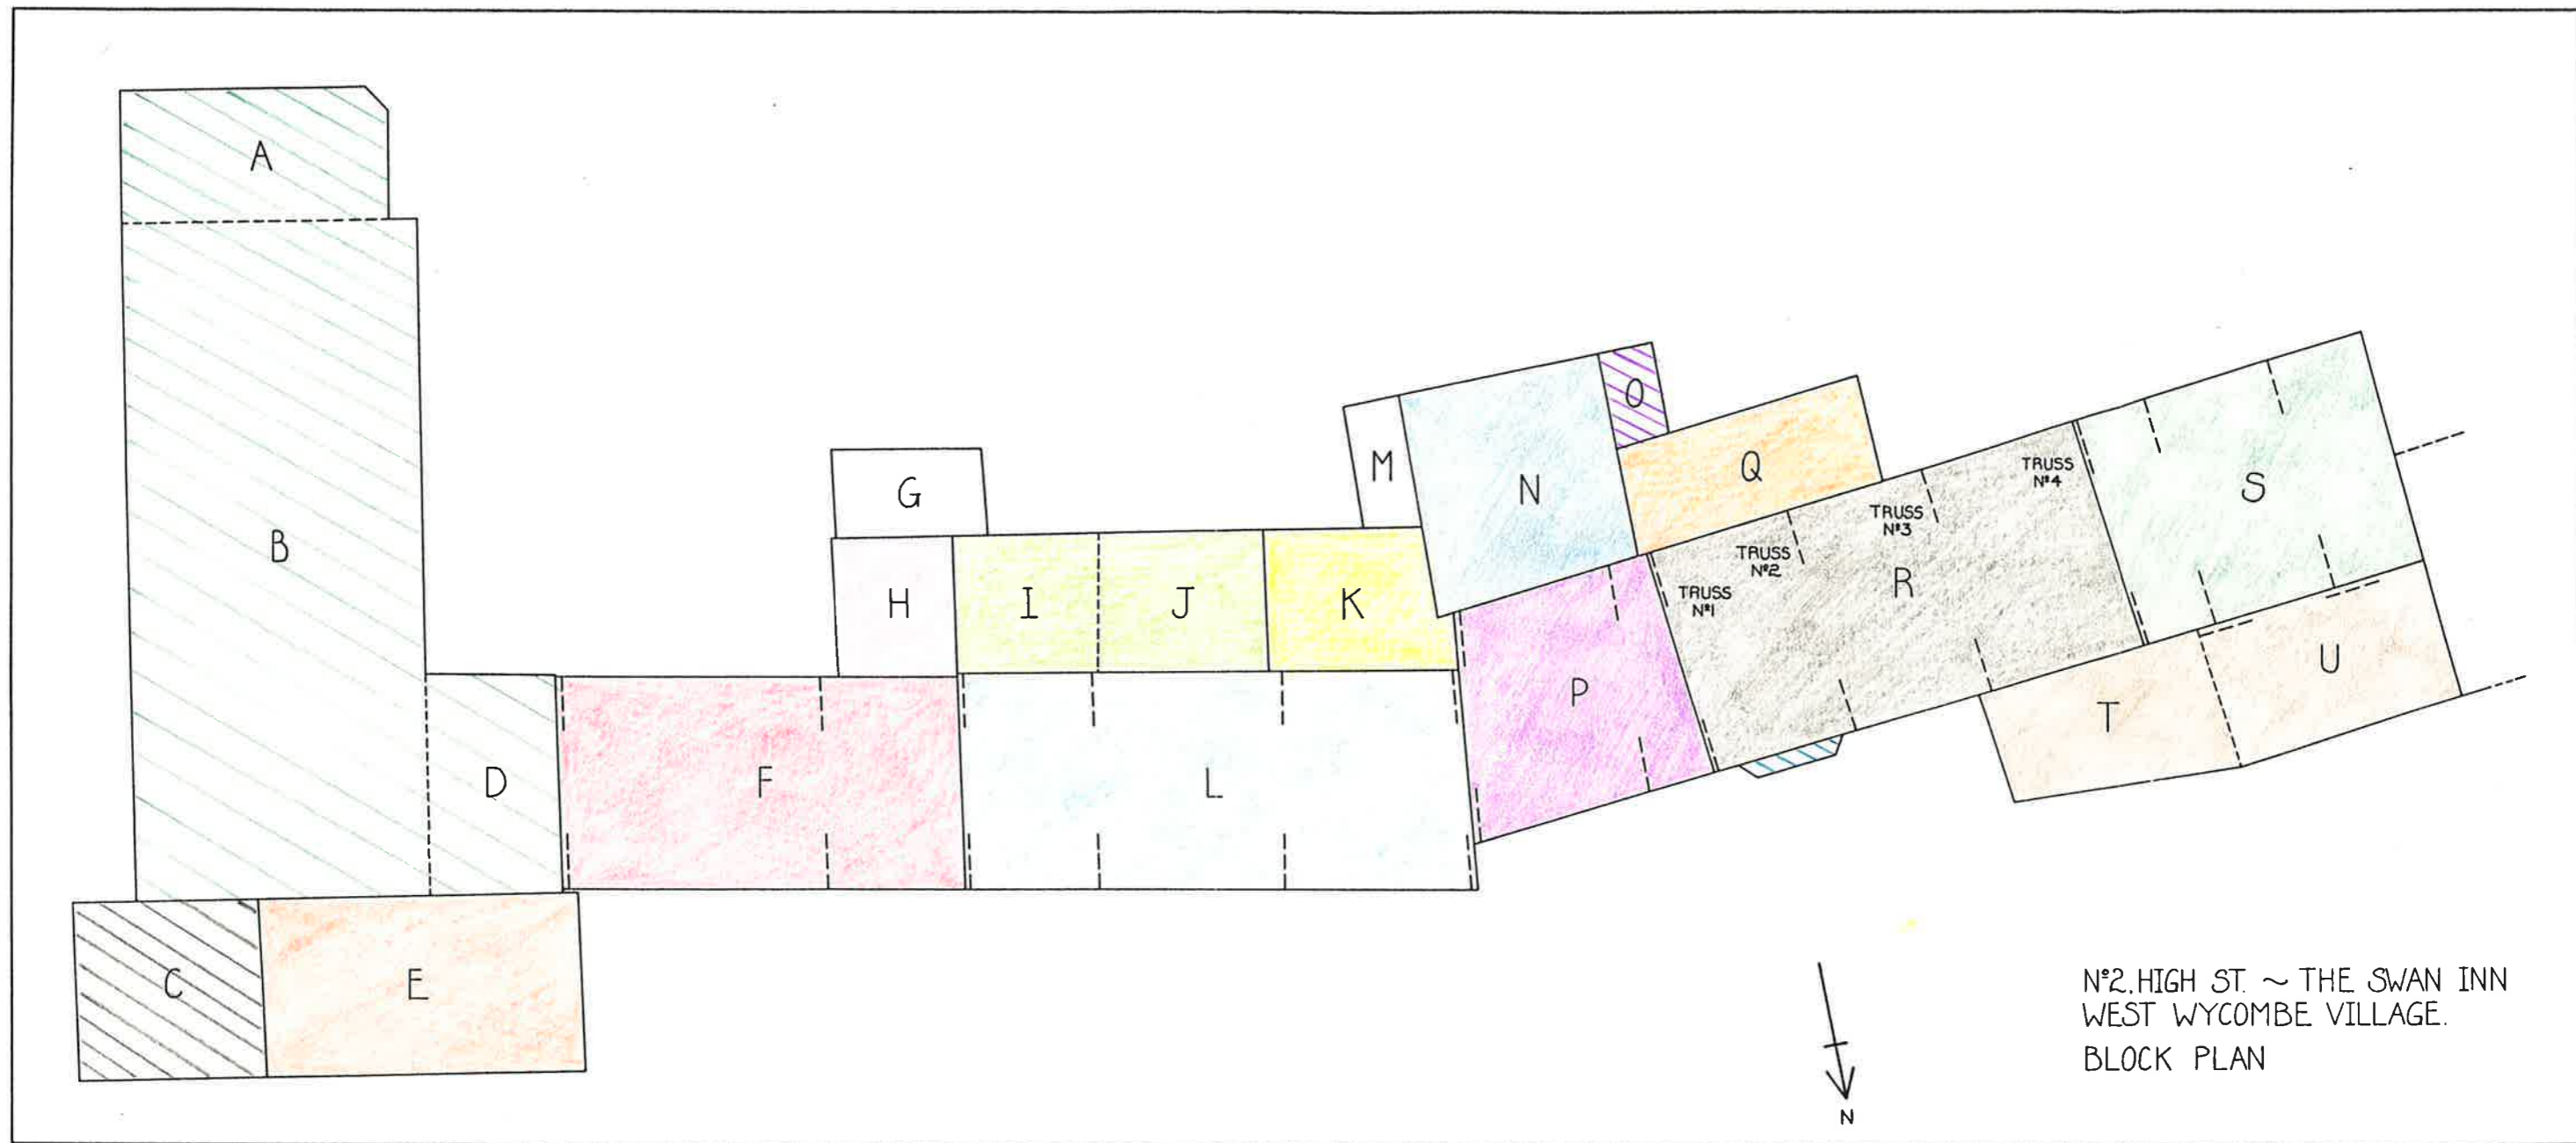 A
B
C
D
E
F
G
H
I
J
K
L
M
N
O
P
Q
R
S
T
U
TRUSS
Nº1
TRUSS
Nº2
TRUSS
Nº3
TRUSS
Nº4
N
Nº2. HIGH ST. ~ THE SWAN INN
WEST WYCOMBE VILLAGE.
BLOCK PLAN